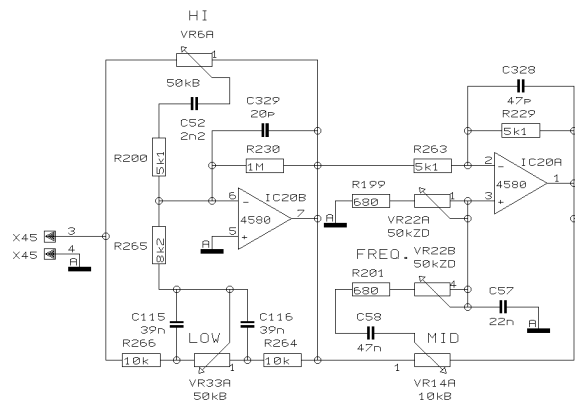 HI
VR6A
1
50kB
C52
2n2
C329
20p
R200
5k1
R230
1M
R263
5k1
C328
47p
R229
5k1
6
-
IC20B
4580
7
5
+
A
2
-
IC20A
4580
1
3
+
R199
680
1
A
VR22A
50kZD
X45
3
X45
4
A
R265
8k2
FREQ.
VR22B
50kZD
R201
680
4
C57
22n
A
C115
39n
LOW
C116
39n
C58
47n
MID
R266
10k
1
R264
10k
VR33A
50kB
1
VR14A
10kB